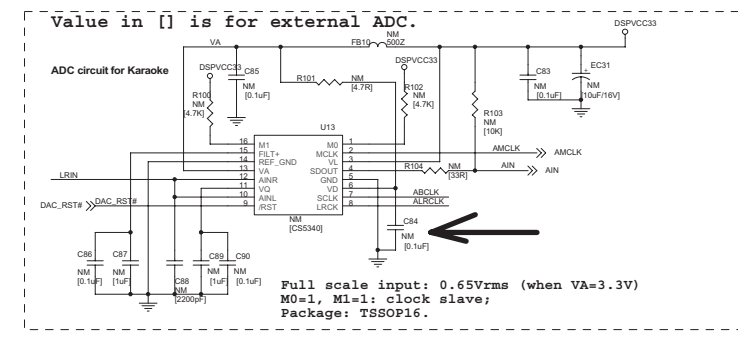 Value in [] is for external ADC.
DSPVCC33
VA
FB10
NM
500Z
ADC circuit for Karaoke
DSPVCC33
C85
NM
[0.1uF]
R101
NM
[4.7R]
DSPVCC33
R102
NM
[4.7K]
C83
NM
[0.1uF]
EC31
+
NM
[10uF/16V]
R100
NM
[4.7K]
R103
NM
[10K]
U13
16 M1 M0 1
15 FILT+ MCLK 2
14 REF_GND VL 3
13 VA SDOUT 4
12 AINR GND 5
11 VQ VD 6
10 AINL SCLK 7
9 /RST LRCK 8
NM
[CS5340]
AMCLK
AMCLK
R104
NM
[33R]
AIN
AIN
LRIN
ABCLK
ALRCLK
DAC_RST#
DAC_RST#
C84
NM
[0.1uF]
C86
NM
[0.1uF]
C87
NM
[1uF]
C88
NM
[2200pF]
C89
NM
[1uF]
C90
NM
[0.1uF]
Full scale input: 0.65Vrms (when VA=3.3V)
M0=1, M1=1: clock slave;
Package: TSSOP16.